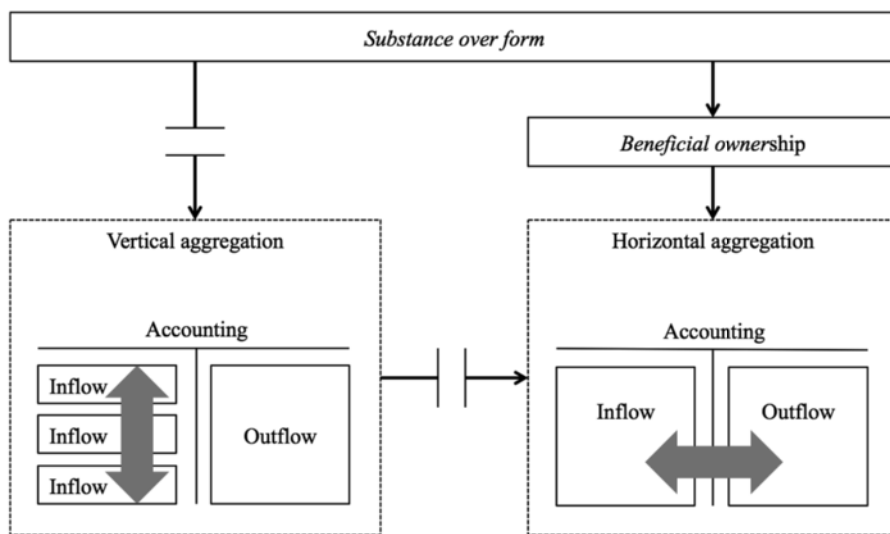 Substance over form
Beneficial ownership
Vertical aggregation
Horizontal aggregation
Accounting
Accounting
Inflow
Inflow
Inflow
Outflow
Inflow
Outflow